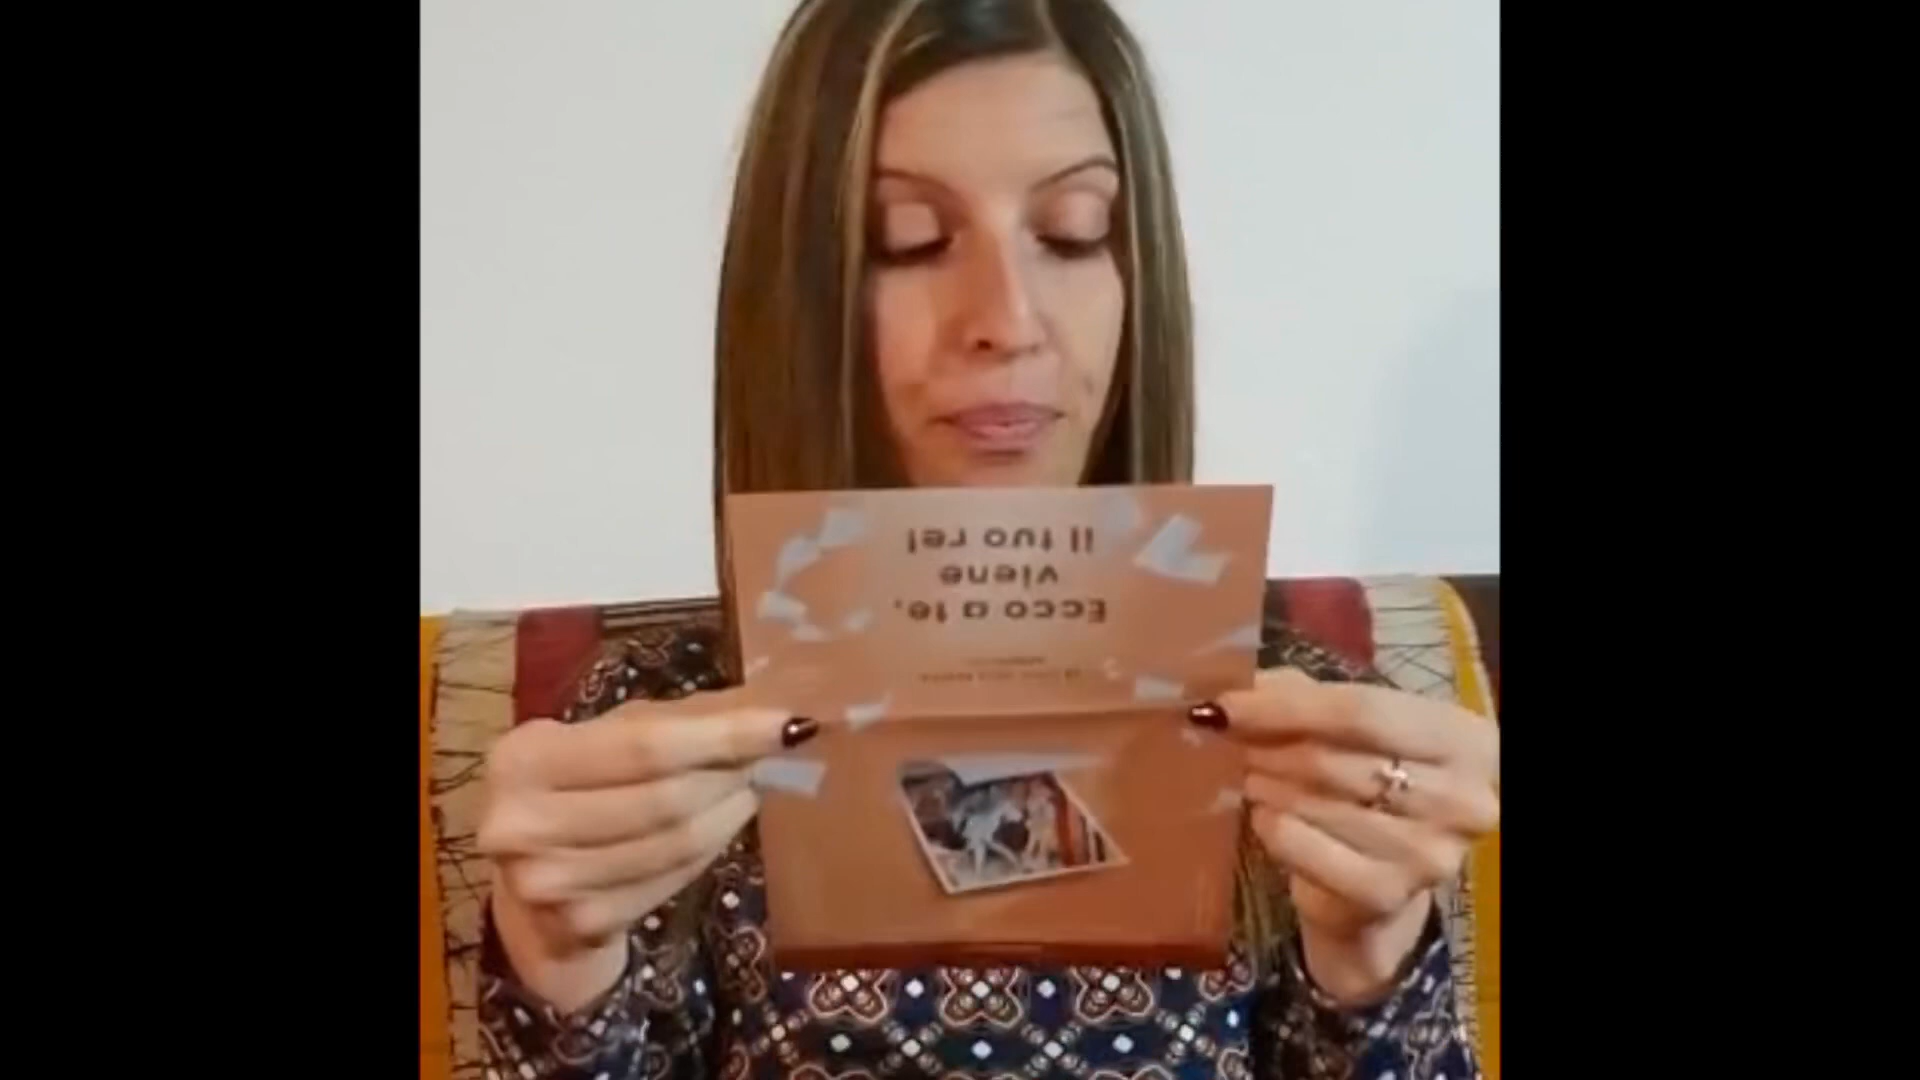 Ecco a te,
viene
il tuo re!